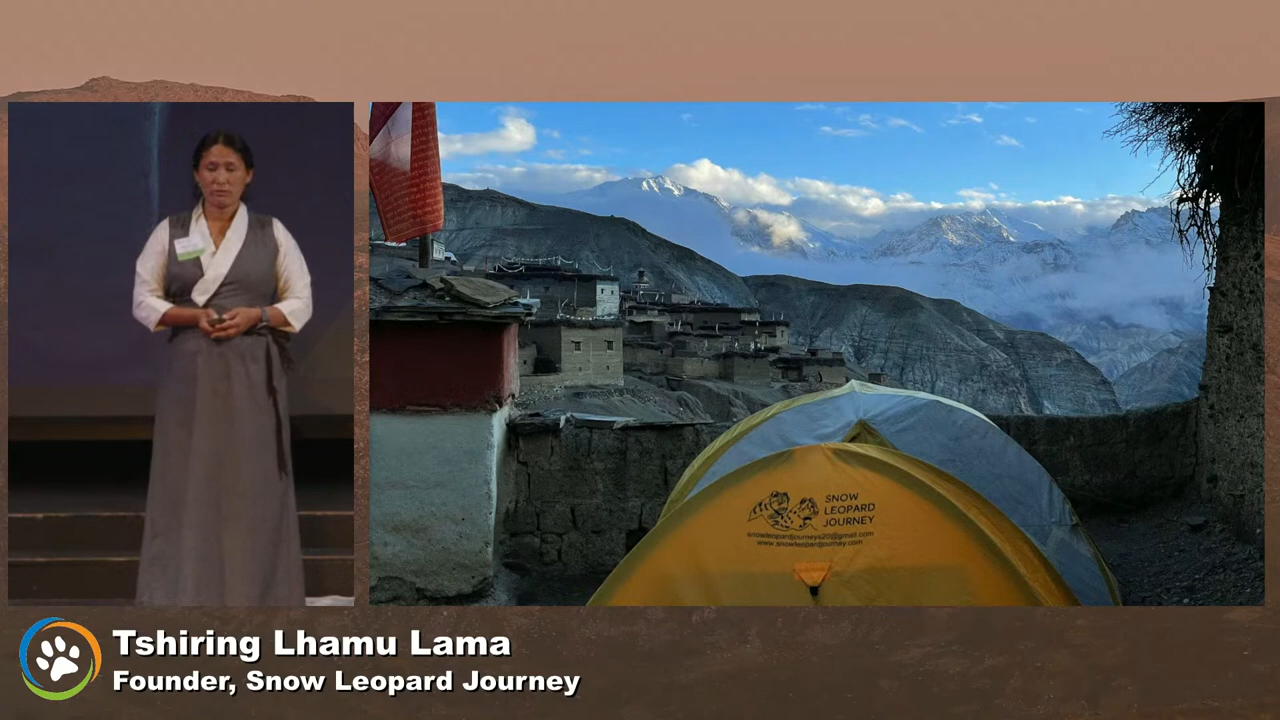 SNOW
LEOPARD
JOURNEY
snowleopardjourneys20@gmail.com
www.snowleopardjourney.com
Tshiring Lhamu Lama
Founder, Snow Leopard Journey